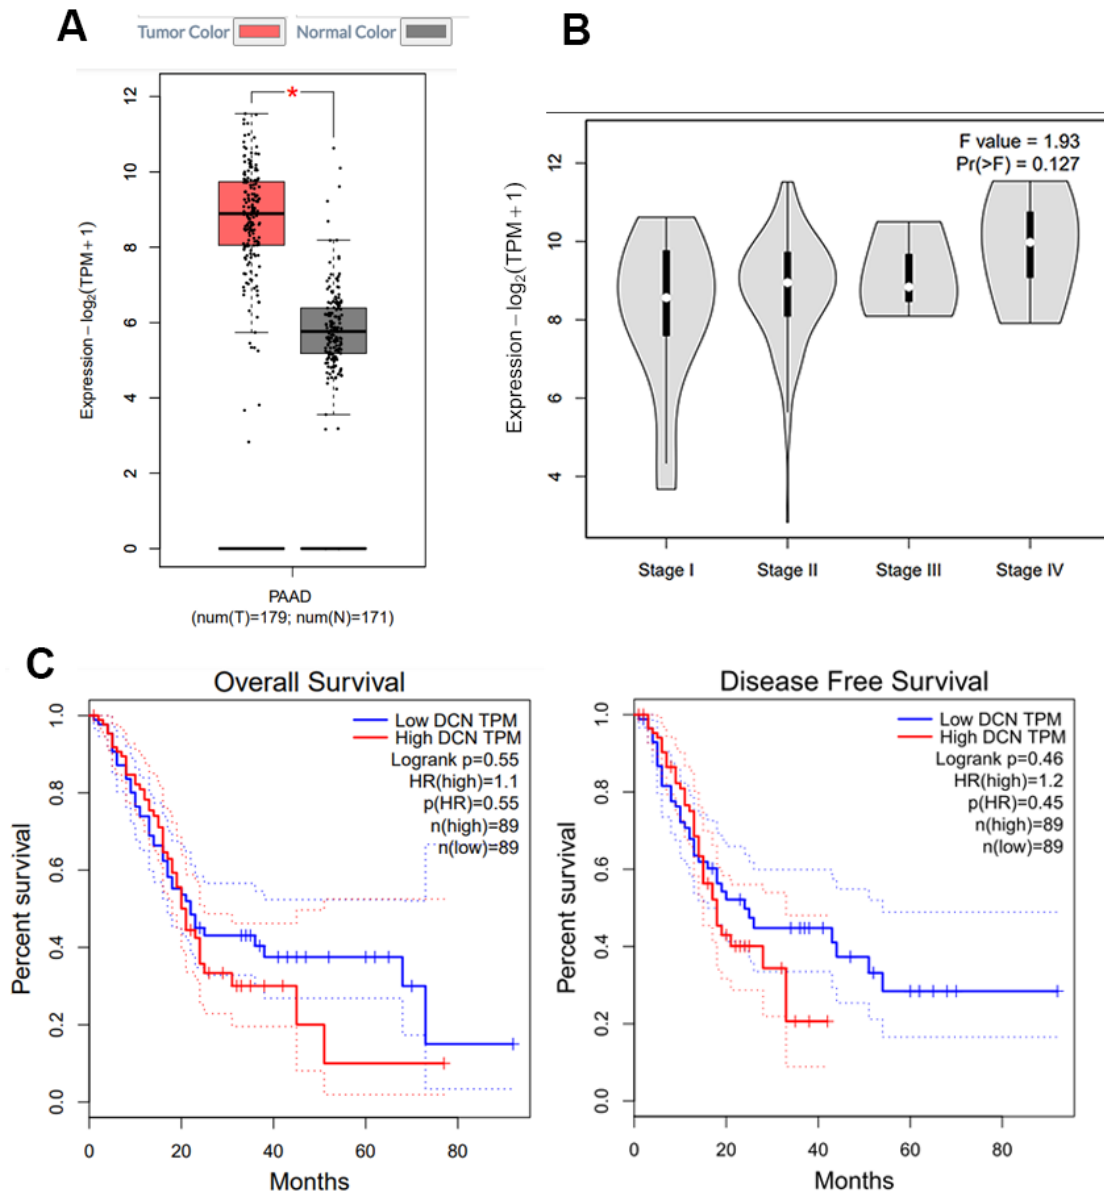 A
Tumor Color
Normal Color
Expression − log2(TPM + 1)
12
10
8
6
4
2
0
*
PAAD
(num(T)=179; num(N)=171)
B
Expression − log2(TPM + 1)
12
10
8
6
4
F value = 1.93
Pr(>F) = 0.127
Stage I
Stage II
Stage III
Stage IV
C
Overall Survival
Percent survival
1.0
0.8
0.6
0.4
0.2
0.0
Low DCN TPM
High DCN TPM
Logrank p=0.55
HR(high)=1.1
p(HR)=0.55
n(high)=89
n(low)=89
0
20
40
60
80
Months
Disease Free Survival
Percent survival
1.0
0.8
0.6
0.4
0.2
0.0
Low DCN TPM
High DCN TPM
Logrank p=0.46
HR(high)=1.2
p(HR)=0.45
n(high)=89
n(low)=89
0
20
40
60
80
Months